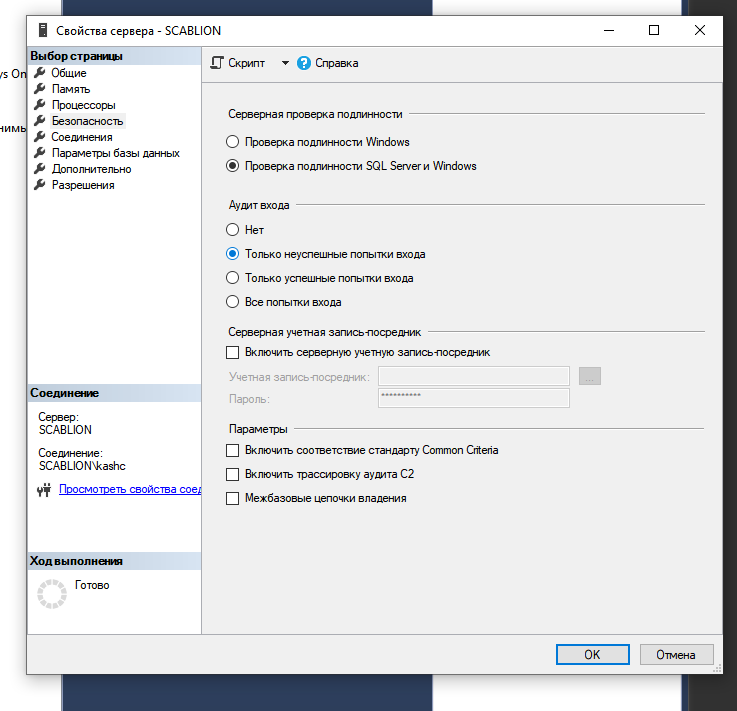 Свойства сервера - SCABLION
Выбор страницы
Общие
Память
Процессоры
Безопасность
Соединения
Параметры базы данных
Дополнительно
Разрешения
Соединение
Сервер:
SCABLION
Соединение:
SCABLION\kashc
Просмотреть свойства соед
Ход выполнения
Готово
Скрипт
Справка
Серверная проверка подлинности
Проверка подлинности Windows
Проверка подлинности SQL Server и Windows
Аудит входа
Нет
Только неуспешные попытки входа
Только успешные попытки входа
Все попытки входа
Серверная учетная запись-посредник
Включить серверную учетную запись-посредник
Учетная запись-посредник:
...
Пароль:
**********
Параметры
Включить соответствие стандарту Common Criteria
Включить трассировку аудита C2
Межбазовые цепочки владения
OK
Отмена